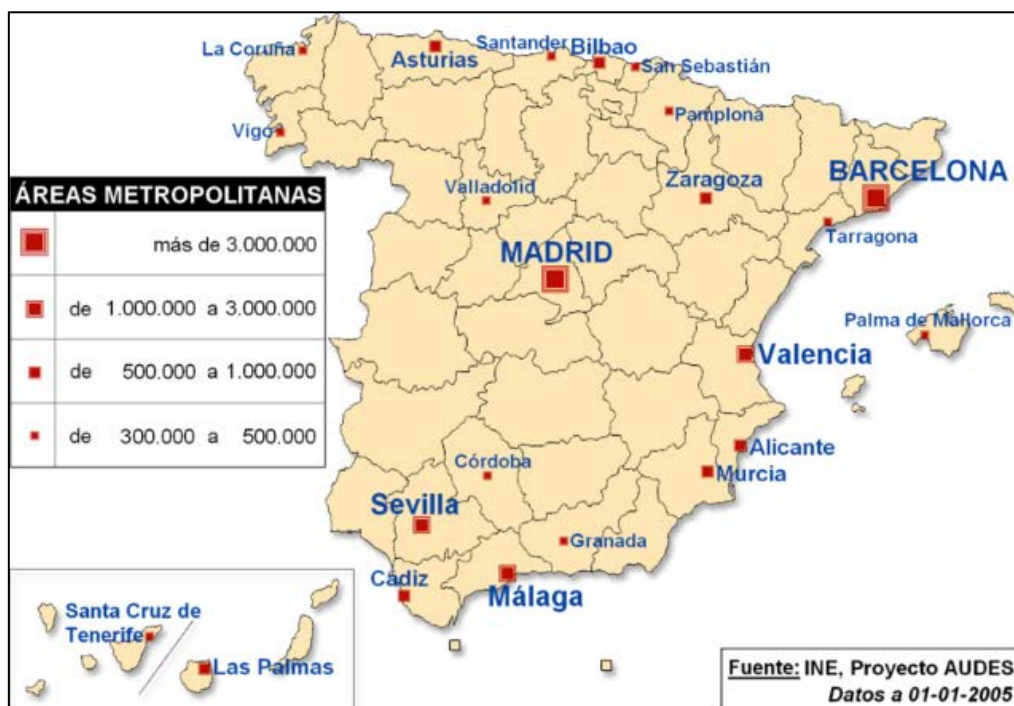 La Coruña
Asturias
Santander
Bilbao
San Sebastián
Vigo
Pamplona
ÁREAS METROPOLITANAS
más de 3.000.000
de 1.000.000 a 3.000.000
de 500.000 a 1.000.000
de 300.000 a 500.000
Valladolid
Zaragoza
BARCELONA
Tarragona
MADRID
Palma de Mallorca
Valencia
Alicante
Murcia
Córdoba
Sevilla
Granada
Cádiz
Málaga
Santa Cruz de
Tenerife
Las Palmas
Fuente: INE, Proyecto AUDES
Datos a 01-01-2005